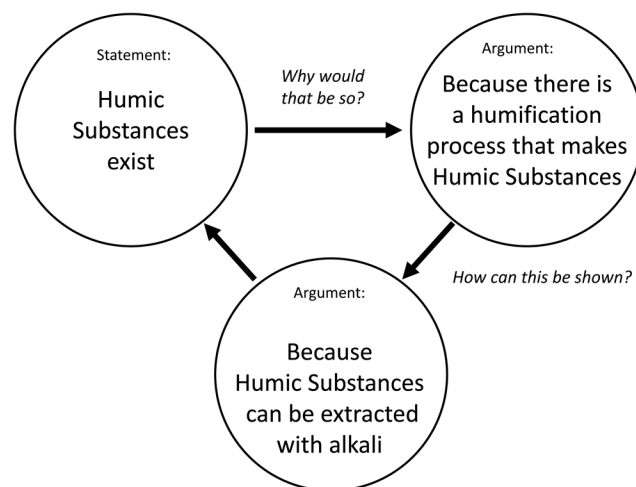 Statement:
Humic
Substances
exist
Why would
that be so?
Argument:
Because there is
a humification
process that makes
Humic Substances
How can this be shown?
Argument:
Because
Humic Substances
can be extracted
with alkali